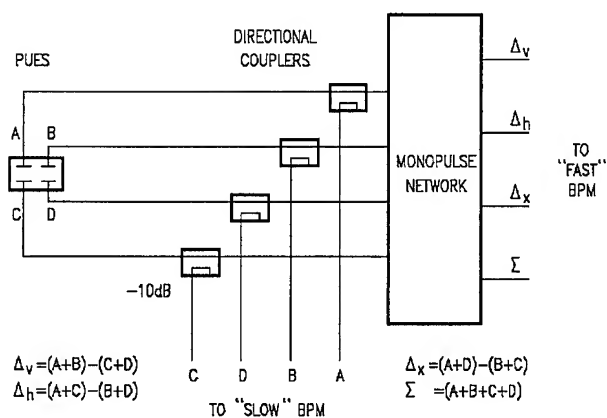 PUES
DIRECTIONAL
COUPLERS
Δv
A B
Δh
MONOPULSE
NETWORK
TO
"FAST"
BPM
C D
Δx
−10dB
Σ
C D B A
TO "SLOW" BPM
Δv=(A+B)−(C+D)
Δh=(A+C)−(B+D)
Δx=(A+D)−(B+C)
Σ =(A+B+C+D)